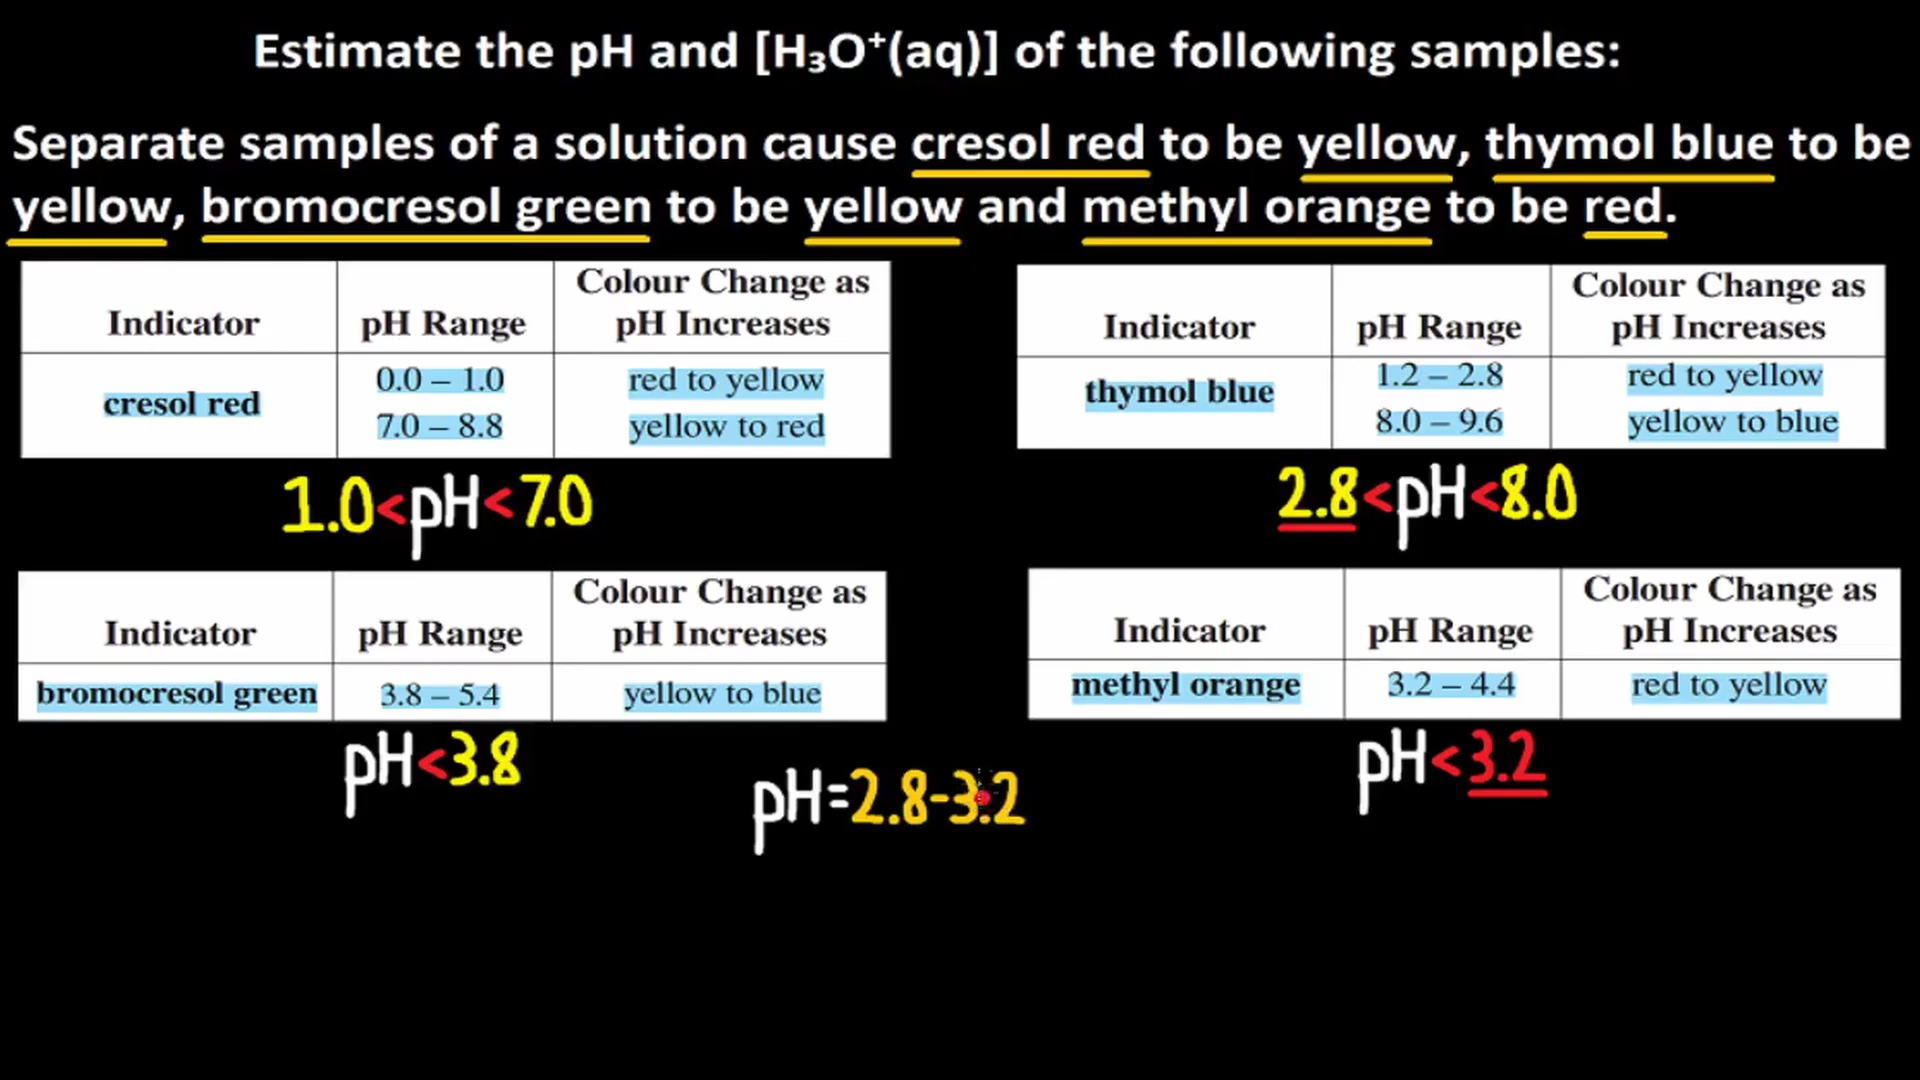 Estimate the pH and [H₃O⁺(aq)] of the following samples:
Separate samples of a solution cause cresol red to be yellow, thymol blue to be
yellow, bromocresol green to be yellow and methyl orange to be red.
Indicator pH Range Colour Change as pH Increases
cresol red 0.0 – 1.0 red to yellow
7.0 – 8.8 yellow to red
1.0<pH<7.0
Indicator pH Range Colour Change as pH Increases
thymol blue 1.2 – 2.8 red to yellow
8.0 – 9.6 yellow to blue
2.8<pH<8.0
Indicator pH Range Colour Change as pH Increases
bromocresol green 3.8 – 5.4 yellow to blue
pH<3.8
Indicator pH Range Colour Change as pH Increases
methyl orange 3.2 – 4.4 red to yellow
pH<3.2
pH=2.8-3.2